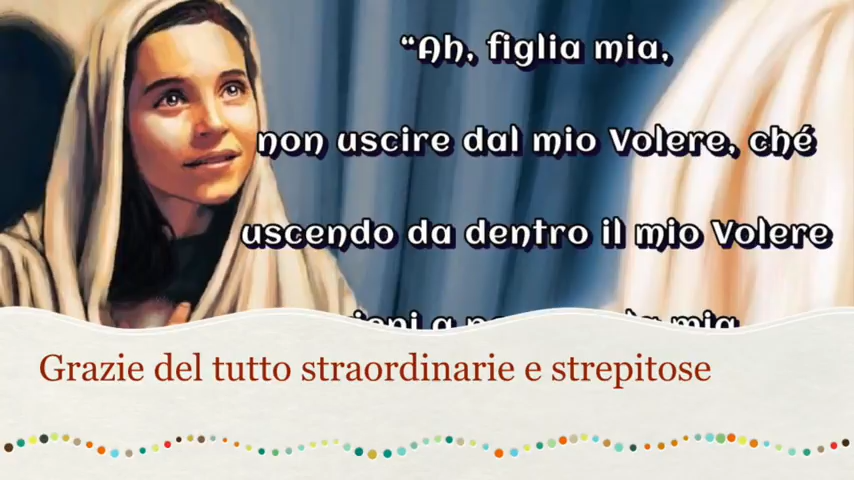 “Ah, figlia mia,
non uscire dal mio Volere, ché
uscendo da dentro il mio Volere
a mia
Grazie del tutto straordinarie e strepitose